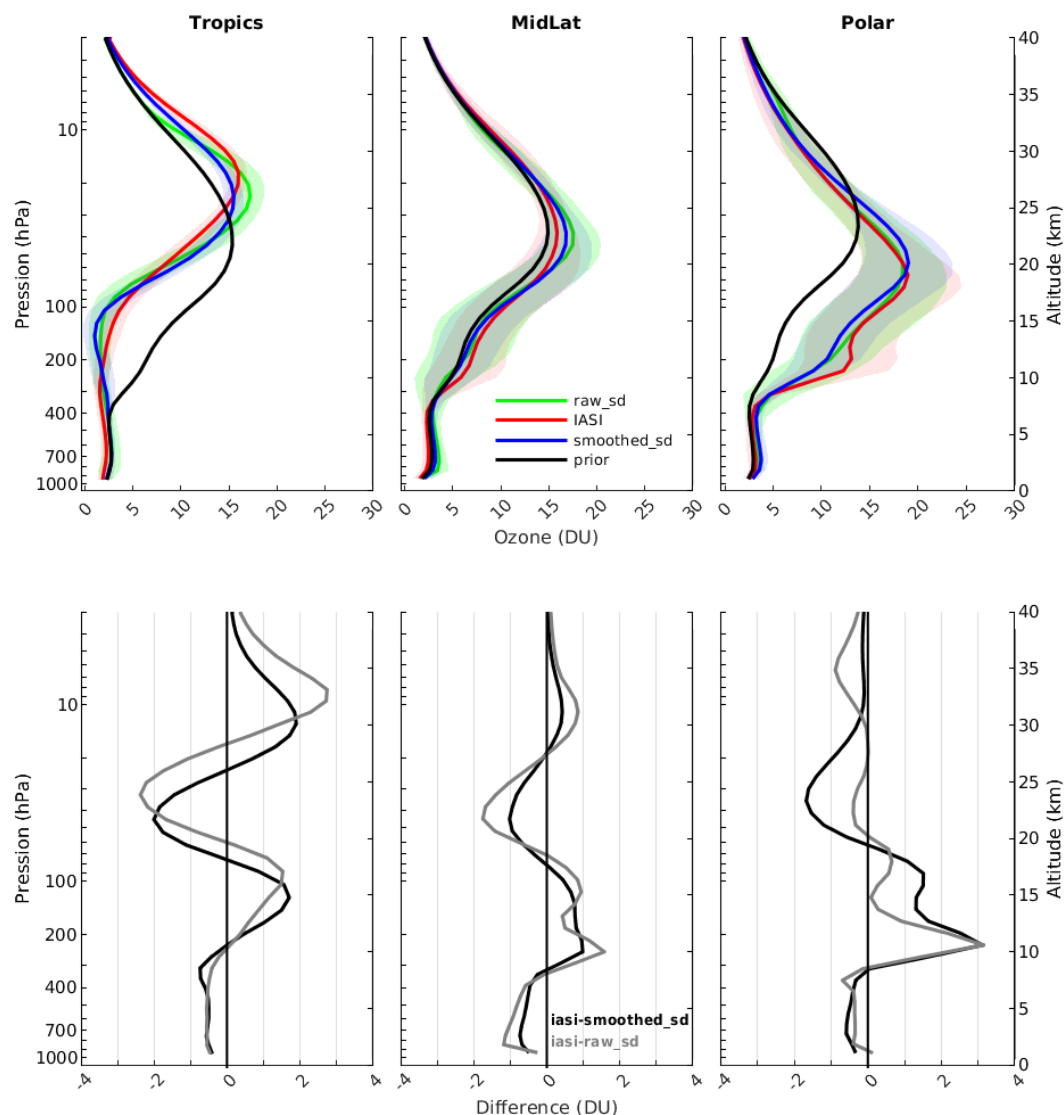 Tropics
MidLat
Polar
Pression (hPa)
10
100
200
400
700
1000
40
35
30
25
20
15
10
5
0
Altitude (km)
raw_sd
IASI
smoothed_sd
prior
0 5 10 15 20 25 30
0 5 10 15 20 25 30
0 5 10 15 20 25 30
Ozone (DU)
Pression (hPa)
10
100
200
400
700
1000
40
35
30
25
20
15
10
5
0
Altitude (km)
iasi-smoothed_sd
iasi-raw_sd
-4 -2 0 2 4
-4 -2 0 2 4
-4 -2 0 2 4
Difference (DU)